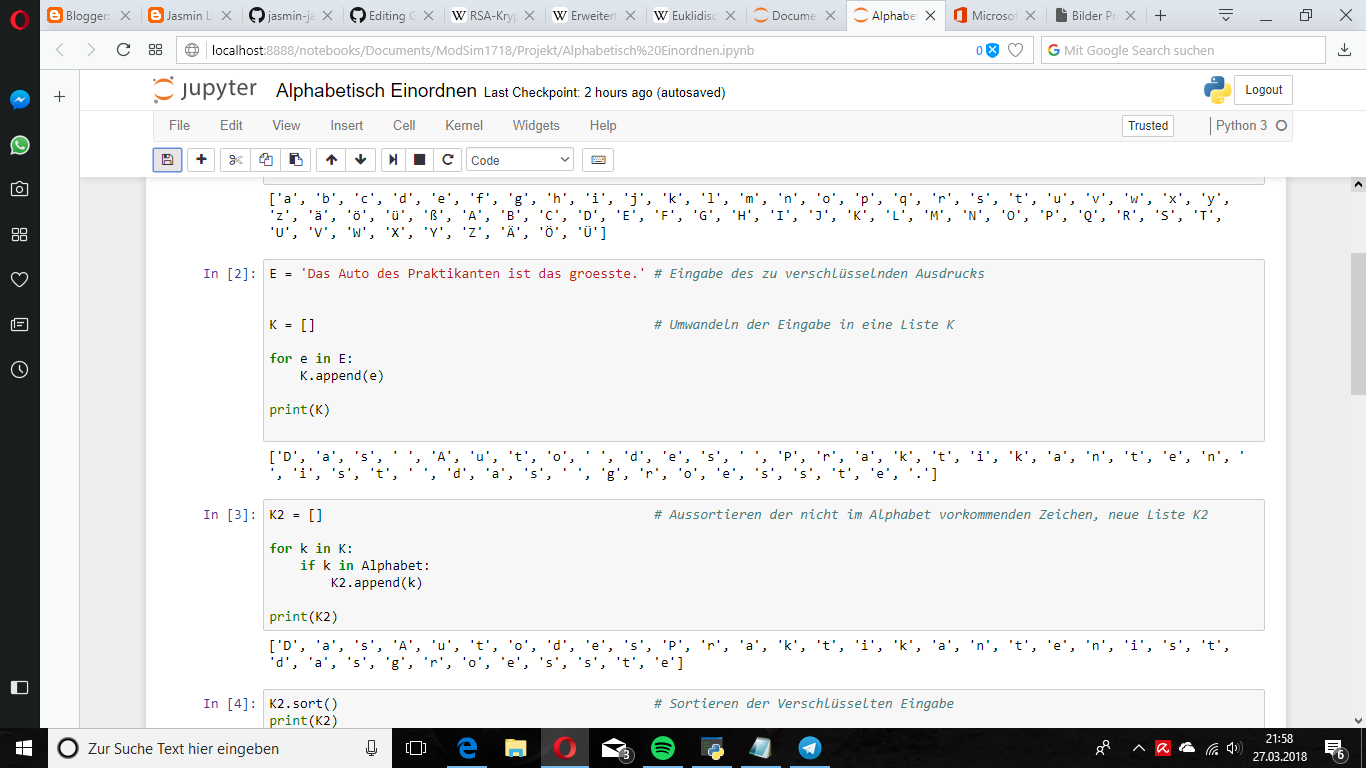 Blogger: Jasmin Li jasmin-ja Editing G RSA-Kryp Erweitert Euklidisc Docume Alphabe Microsof Bilder Pr
localhost:8888/notebooks/Documents/ModSim1718/Projekt/Alphabetisch%20Einordnen.ipynb 0 Mit Google Search suchen
jupyter Alphabetisch Einordnen Last Checkpoint: 2 hours ago (autosaved) Logout
File Edit View Insert Cell Kernel Widgets Help Trusted Python 3
Code
['a', 'b', 'c', 'd', 'e', 'f', 'g', 'h', 'i', 'j', 'k', 'l', 'm', 'n', 'o', 'p', 'q', 'r', 's', 't', 'u', 'v', 'w', 'x', 'y',
'z', 'ä', 'ö', 'ü', 'ß', 'A', 'B', 'C', 'D', 'E', 'F', 'G', 'H', 'I', 'J', 'K', 'L', 'M', 'N', 'O', 'P', 'Q', 'R', 'S', 'T',
'U', 'V', 'W', 'X', 'Y', 'Z', 'Ä', 'Ö', 'Ü']
In [2]: E = 'Das Auto des Praktikanten ist das groesste.' # Eingabe des zu verschlüsselnden Ausdrucks
K = [] # Umwandeln der Eingabe in eine Liste K
for e in E:
K.append(e)
print(K)
['D', 'a', 's', ' ', 'A', 'u', 't', 'o', ' ', 'd', 'e', 's', ' ', 'P', 'r', 'a', 'k', 't', 'i', 'k', 'a', 'n', 't', 'e', 'n', '
', 'i', 's', 't', ' ', 'd', 'a', 's', ' ', 'g', 'r', 'o', 'e', 's', 's', 't', 'e', '.']
In [3]: K2 = [] # Aussortieren der nicht im Alphabet vorkommenden Zeichen, neue Liste K2
for k in K:
if k in Alphabet:
K2.append(k)
print(K2)
['D', 'a', 's', 'A', 'u', 't', 'o', 'd', 'e', 's', 'P', 'r', 'a', 'k', 't', 'i', 'k', 'a', 'n', 't', 'e', 'n', 'i', 's', 't',
'd', 'a', 's', 'g', 'r', 'o', 'e', 's', 's', 't', 'e']
In [4]: K2.sort() # Sortieren der Verschlüsselten Eingabe
print(K2)
Zur Suche Text hier eingeben 3 21:58
27.03.2018 6